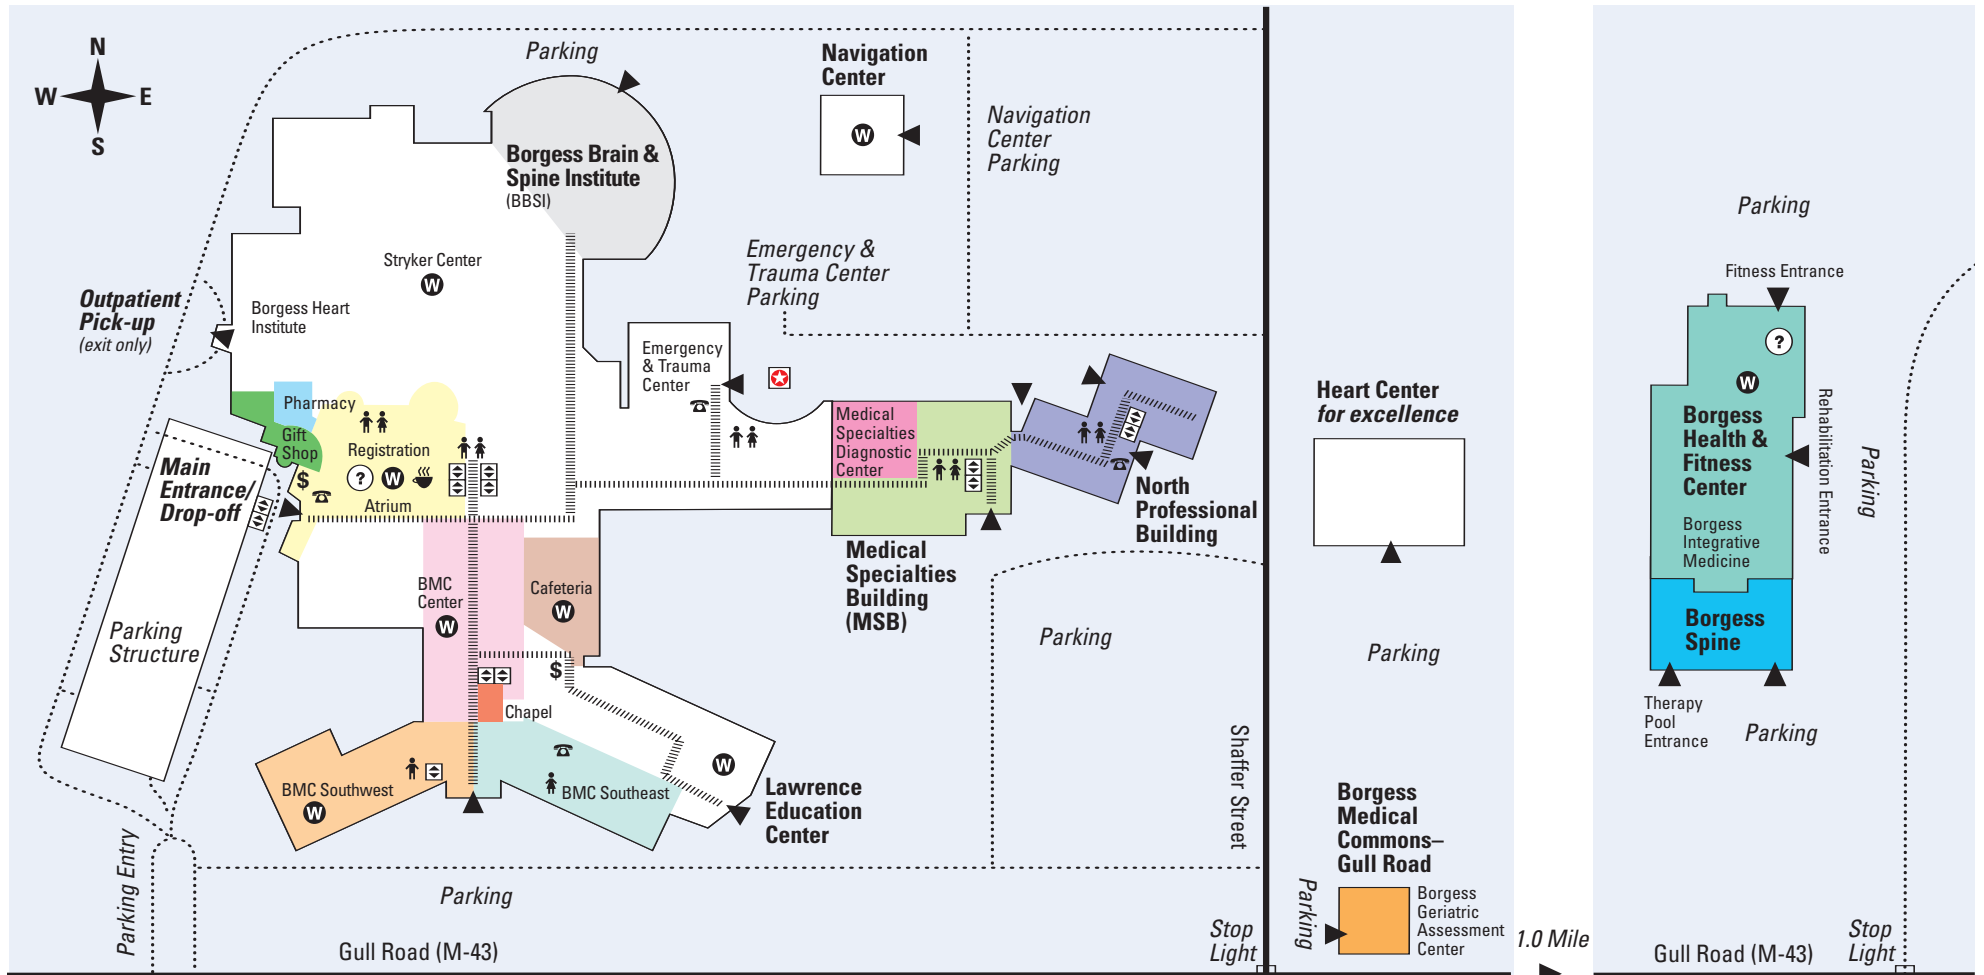 N
W
E
S
Parking
Borgess Brain &
Spine Institute
(BBSI)
Navigation
Center
W
Navigation
Center
Parking
Emergency &
Trauma Center
Parking
Stryker Center
W
Outpatient
Pick-up
(exit only)
Borgess Heart
Institute
Emergency
& Trauma
Center
Pharmacy
Gift
Shop
Registration
? W
$
Atrium
Main
Entrance/
Drop-off
Parking
Structure
Medical
Specialties
Diagnostic
Center
North
Professional
Building
Medical
Specialties
Building
(MSB)
BMC
Center
W
Cafeteria
W
$
Chapel
BMC Southwest
W
BMC Southeast
W
Lawrence
Education
Center
Parking
Parking
Parking Entry
Gull Road (M-43)
Shaffer Street
Stop
Light
Heart Center
for excellence
Parking
Borgess
Medical
Commons–
Gull Road
Parking
Borgess
Geriatric
Assessment
Center
1.0 Mile
Parking
Fitness Entrance
?
W
Borgess
Health &
Fitness
Center
Rehabilitation Entrance
Parking
Borgess
Integrative
Medicine
Borgess
Spine
Therapy
Pool
Entrance
Parking
Gull Road (M-43)
Stop
Light